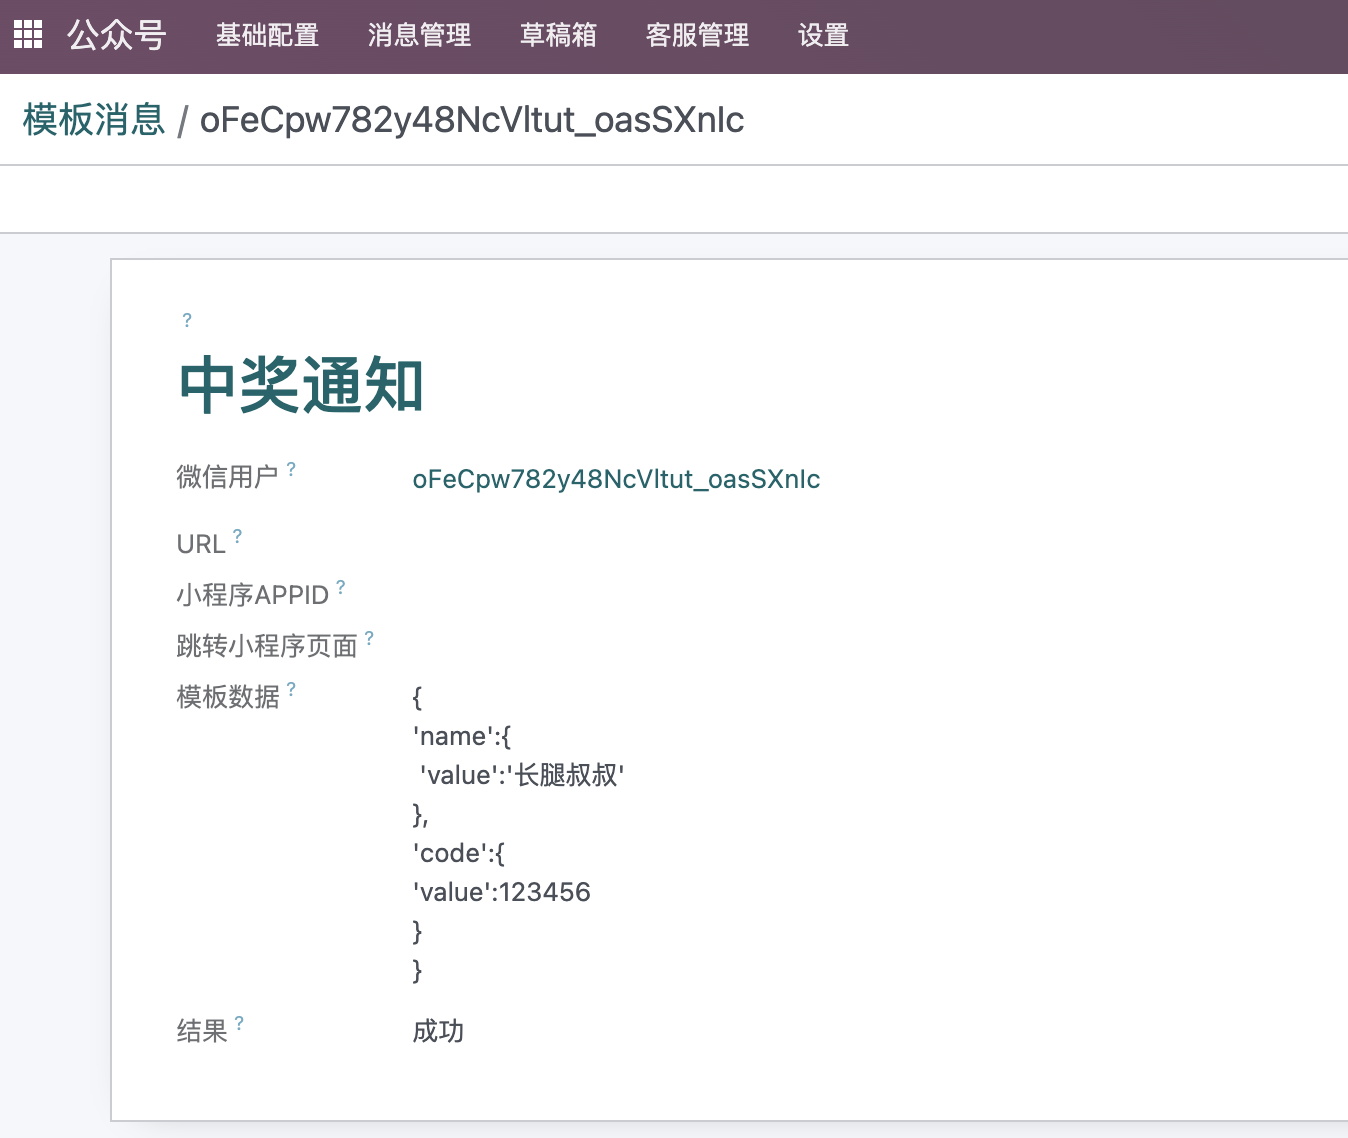 公众号 基础配置 消息管理 草稿箱 客服管理 设置
模板消息 / oFeCpw782y48NcVltut_oasSXnIc
?
中奖通知
微信用户 ? oFeCpw782y48NcVltut_oasSXnIc
URL ?
小程序APPID ?
跳转小程序页面 ?
模板数据 ? {
'name':{
'value':'长腿叔叔'
},
'code':{
'value':123456
}
}
结果 ? 成功